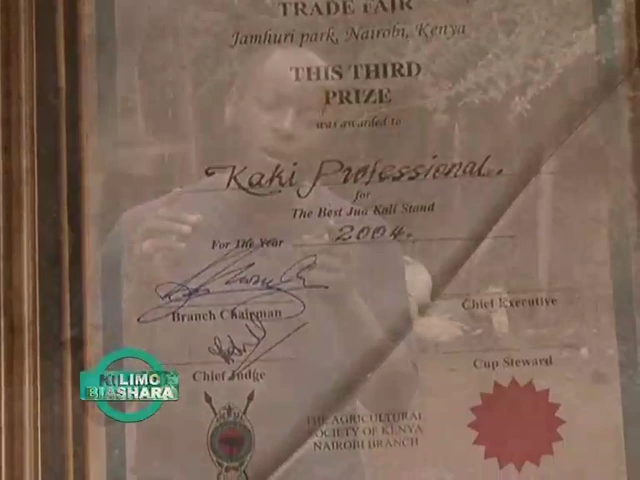 TRADE FAIR
Jamhuri park, Nairobi, Kenya
THIS THIRD
PRIZE
was awarded to
Kaki Professional.
for
The Best Jua Kali Stand
For The Year 2004.
Branch Chairman
Chief Executive
Chief Judge
Cup Steward
THE AGRICULTURAL
SOCIETY OF KENYA
NAIROBI BRANCH
KILIMO
BIASHARA